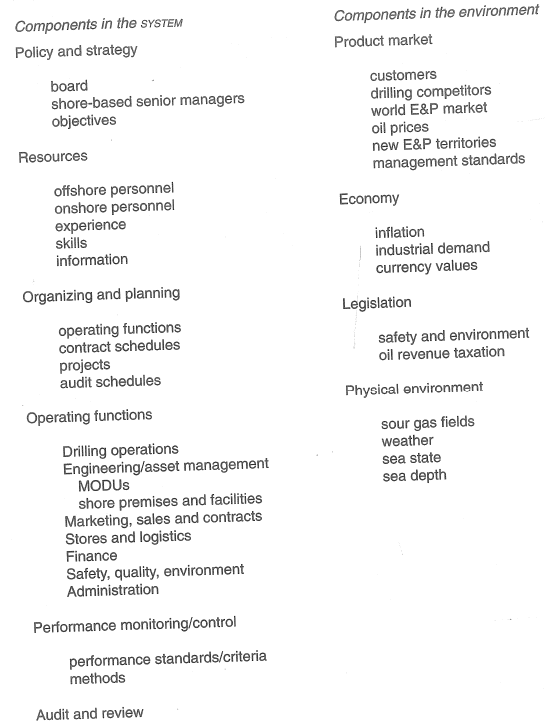 Components in the SYSTEM
Policy and strategy
board
shore-based senior managers
objectives
Resources
offshore personnel
onshore personnel
experience
skills
information
Organizing and planning
operating functions
contract schedules
projects
audit schedules
Operating functions
Drilling operations
Engineering/asset management
MODUs
shore premises and facilities
Marketing, sales and contracts
Stores and logistics
Finance
Safety, quality, environment
Administration
Performance monitoring/control
performance standards/criteria
methods
Audit and review
Components in the environment
Product market
customers
drilling competitors
world E&P market
oil prices
new E&P territories
management standards
Economy
inflation
industrial demand
currency values
Legislation
safety and environment
oil revenue taxation
Physical environment
sour gas fields
weather
sea state
sea depth